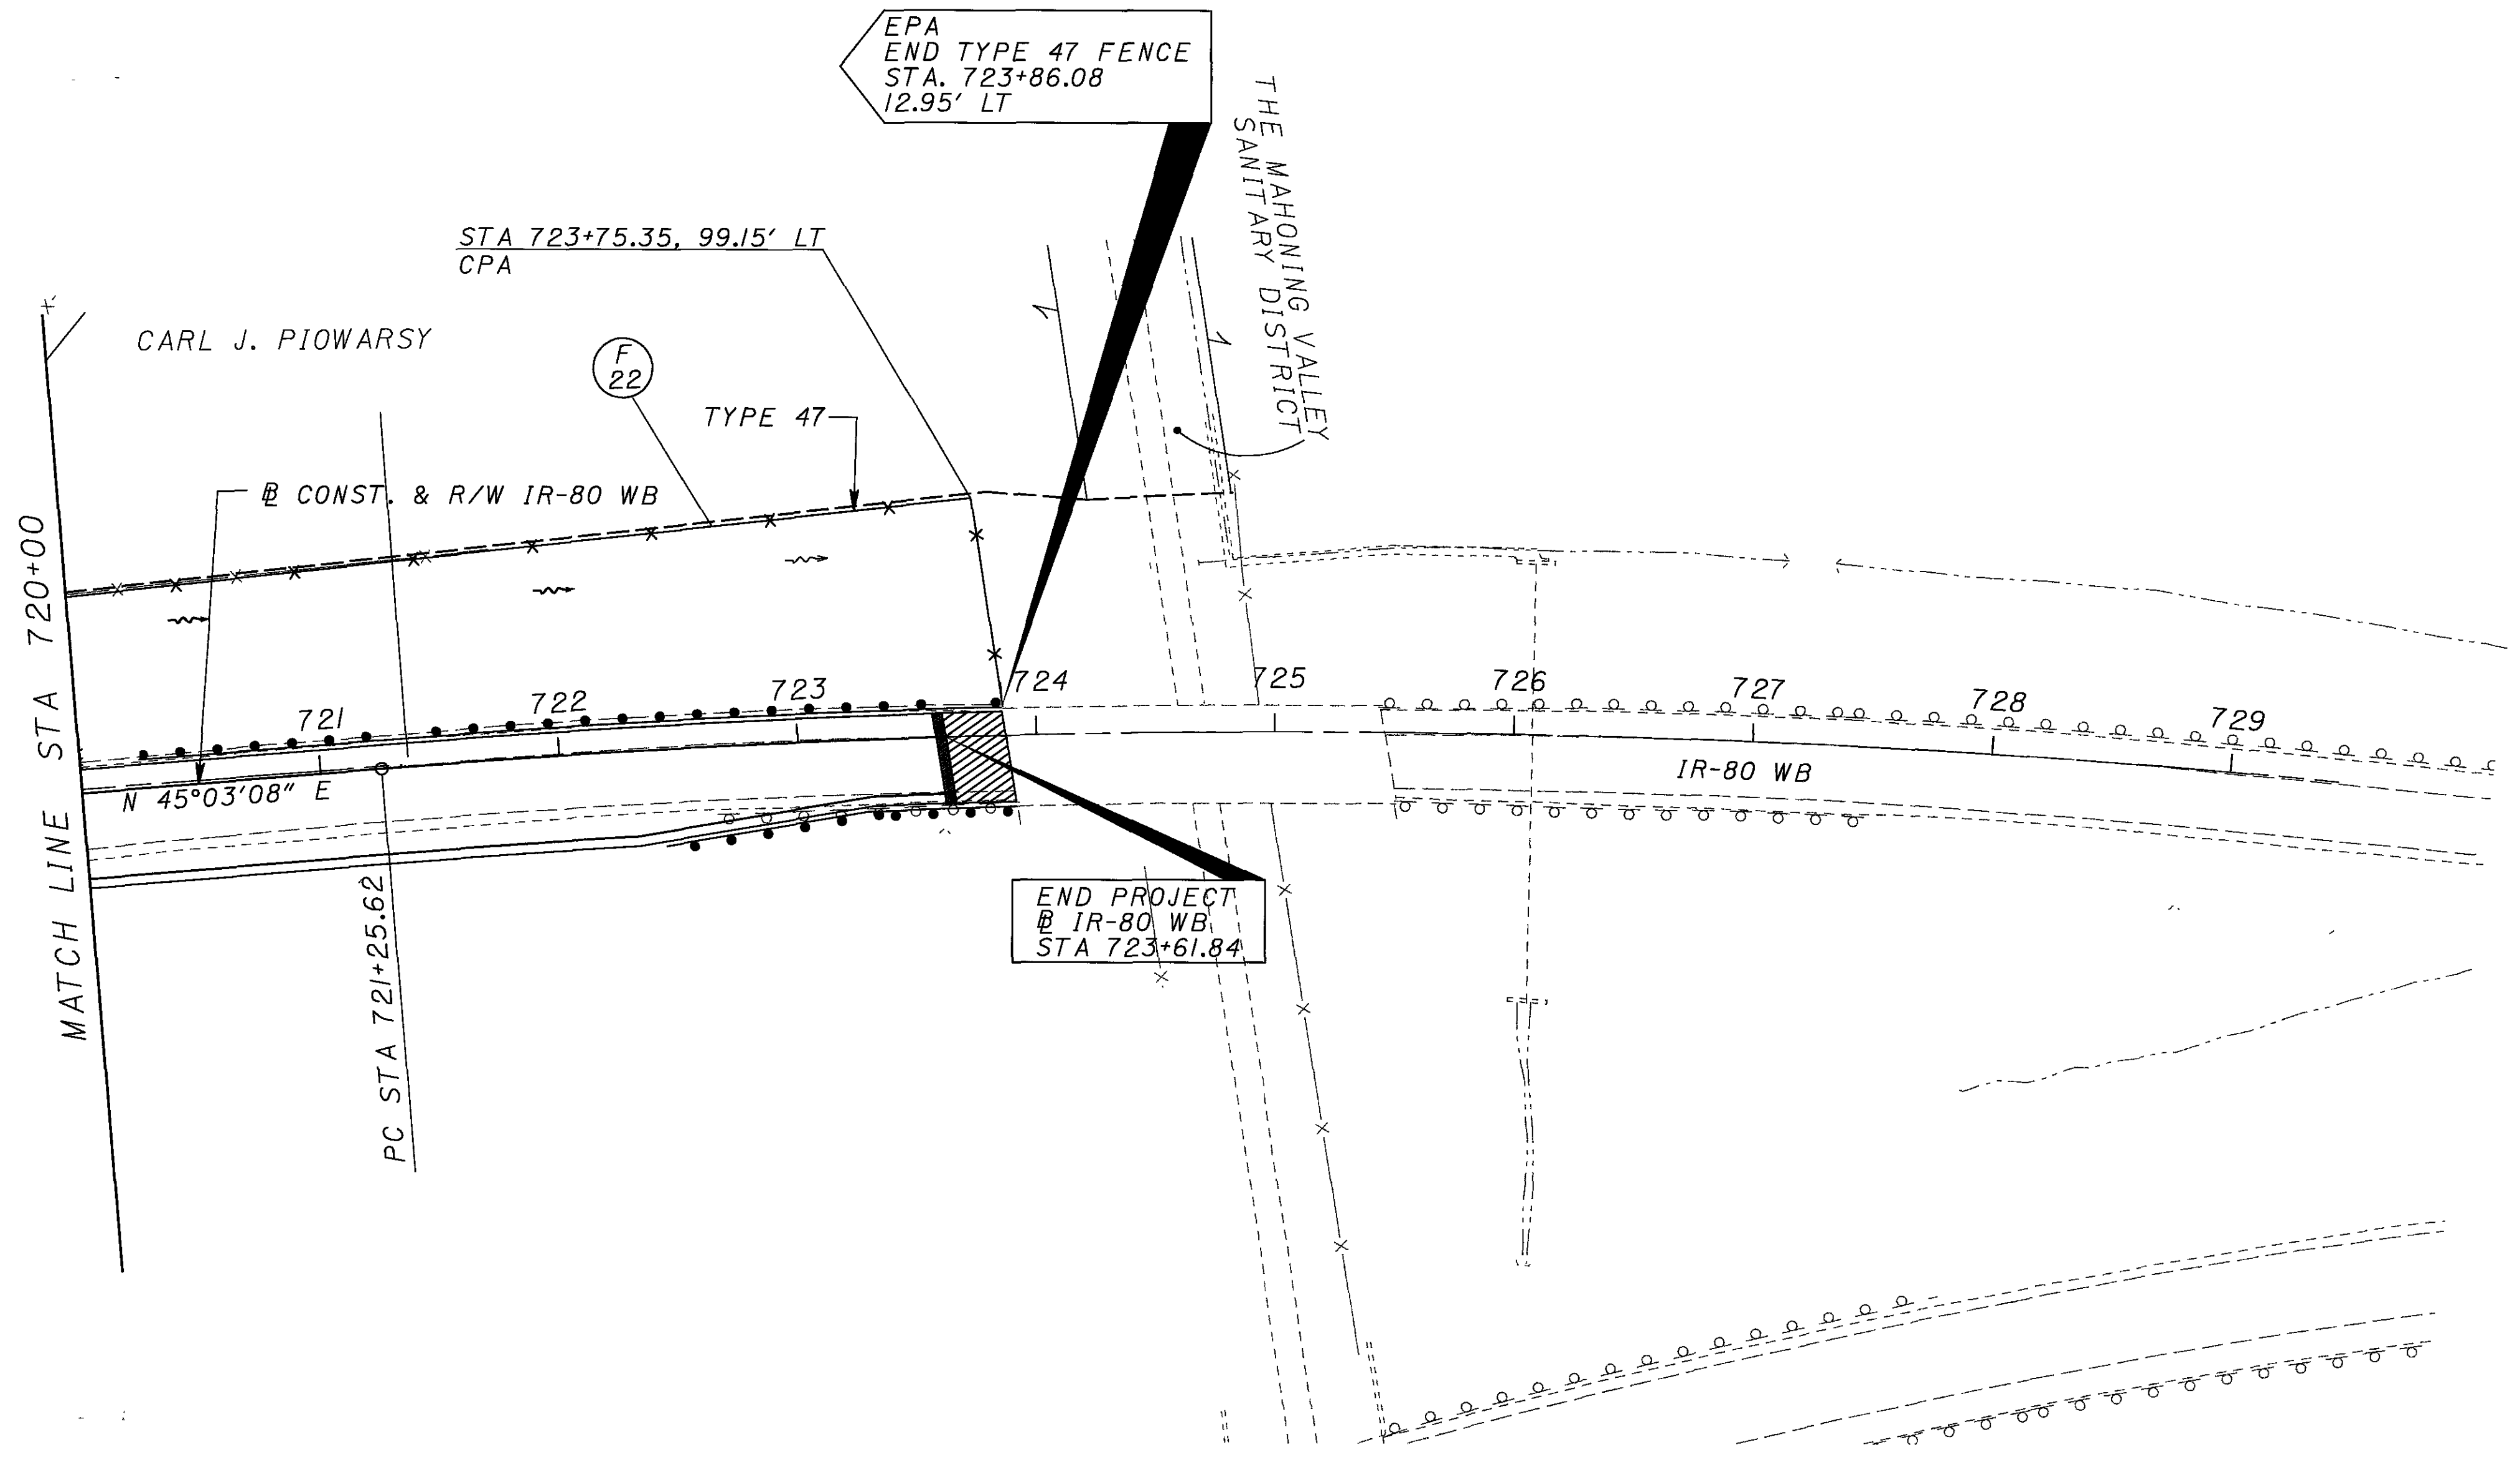 EPA
END TYPE 47 FENCE
STA. 723+86.08
12.95' LT
THE MAHONING VALLEY
SANITARY DISTRICT
STA 723+75.35, 99.15' LT
CPA
CARL J. PIOWARSY
F
22
TYPE 47
BL CONST. & R/W IR-80 WB
MATCH LINE STA 720+00
721
722
723
724
725
726
727
728
729
N 45°03'08" E
IR-80 WB
PC STA 721+25.62
END PROJECT
BL IR-80 WB
STA 723+61.84